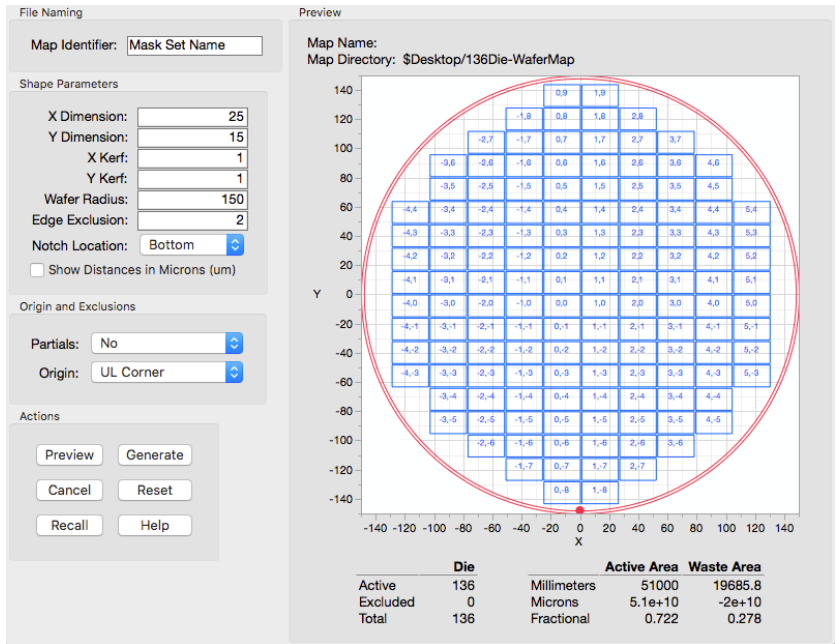 File Naming
Map Identifier: Mask Set Name
Shape Parameters
X Dimension: 25
Y Dimension: 15
X Kerf: 1
Y Kerf: 1
Wafer Radius: 150
Edge Exclusion: 2
Notch Location: Bottom
Show Distances in Microns (um)
Origin and Exclusions
Partials: No
Origin: UL Corner
Actions
Preview Generate
Cancel Reset
Recall Help
Preview
Map Name:
Map Directory: $Desktop/136Die-WaferMap
Y
140
120
100
80
60
40
20
0
-20
-40
-60
-80
-100
-120
-140
0,9 1,9
-1,8 0,8 1,8 2,8
-2,7 -1,7 0,7 1,7 2,7 3,7
-3,6 -2,6 -1,6 0,6 1,6 2,6 3,6 4,6
-3,5 -2,5 -1,5 0,5 1,5 2,5 3,5 4,5
-4,4 -3,4 -2,4 -1,4 0,4 1,4 2,4 3,4 4,4 5,4
-4,3 -3,3 -2,3 -1,3 0,3 1,3 2,3 3,3 4,3 5,3
-4,2 -3,2 -2,2 -1,2 0,2 1,2 2,2 3,2 4,2 5,2
-4,1 -3,1 -2,1 -1,1 0,1 1,1 2,1 3,1 4,1 5,1
-4,0 -3,0 -2,0 -1,0 0,0 1,0 2,0 3,0 4,0 5,0
-4,-1 -3,-1 -2,-1 -1,-1 0,-1 1,-1 2,-1 3,-1 4,-1 5,-1
-4,-2 -3,-2 -2,-2 -1,-2 0,-2 1,-2 2,-2 3,-2 4,-2 5,-2
-4,-3 -3,-3 -2,-3 -1,-3 0,-3 1,-3 2,-3 3,-3 4,-3 5,-3
-3,-4 -2,-4 -1,-4 0,-4 1,-4 2,-4 3,-4 4,-4
-3,-5 -2,-5 -1,-5 0,-5 1,-5 2,-5 3,-5 4,-5
-2,-6 -1,-6 0,-6 1,-6 2,-6 3,-6
-1,-7 0,-7 1,-7 2,-7
0,-8 1,-8
-140 -120 -100 -80 -60 -40 -20 0 20 40 60 80 100 120 140
X
Die
Active 136
Excluded 0
Total 136
Active Area Waste Area
Millimeters 51000 19685.8
Microns 5.1e+10 -2e+10
Fractional 0.722 0.278